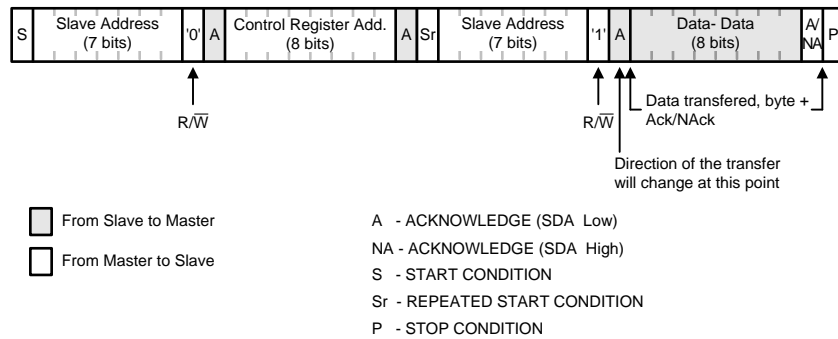 S Slave Address (7 bits) '0' A Control Register Add. (8 bits) A Sr Slave Address (7 bits) '1' A Data- Data (8 bits) A/NA P
R/W̅
R/W̅
Data transferred, byte +
Ack/NAck
Direction of the transfer
will change at this point
From Slave to Master
From Master to Slave
A - ACKNOWLEDGE (SDA Low)
NA - ACKNOWLEDGE (SDA High)
S - START CONDITION
Sr - REPEATED START CONDITION
P - STOP CONDITION